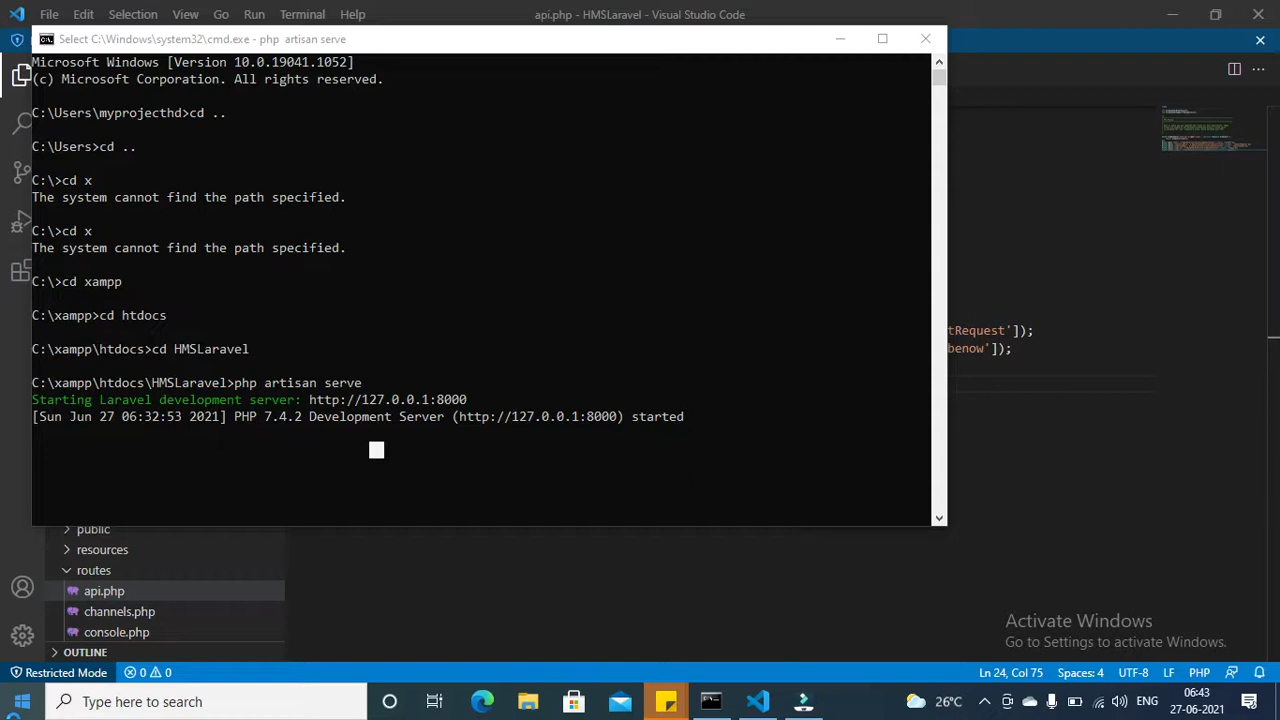 File Edit Selection View Go Run Terminal Help api.php - HMSLaravel - Visual Studio Code
Select C:\Windows\system32\cmd.exe - php artisan serve
Microsoft Windows [Version 10.0.19041.1052]
(c) Microsoft Corporation. All rights reserved.
C:\Users\myprojecthd>cd ..
C:\Users>cd ..
C:\>cd x
The system cannot find the path specified.
C:\>cd x
The system cannot find the path specified.
C:\>cd xampp
C:\xampp>cd htdocs
tRequest']);
C:\xampp\htdocs>cd HMSLaravel
benow']);
C:\xampp\htdocs\HMSLaravel>php artisan serve
Starting Laravel development server: http://127.0.0.1:8000
[Sun Jun 27 06:32:53 2021] PHP 7.4.2 Development Server (http://127.0.0.1:8000) started
public
resources
routes
api.php
channels.php
console.php
OUTLINE
Activate Windows
Go to Settings to activate Windows.
Restricted Mode 0 0 Ln 24, Col 75 Spaces: 4 UTF-8 LF PHP
Type here to search 26°C ENG 06:43
27-06-2021